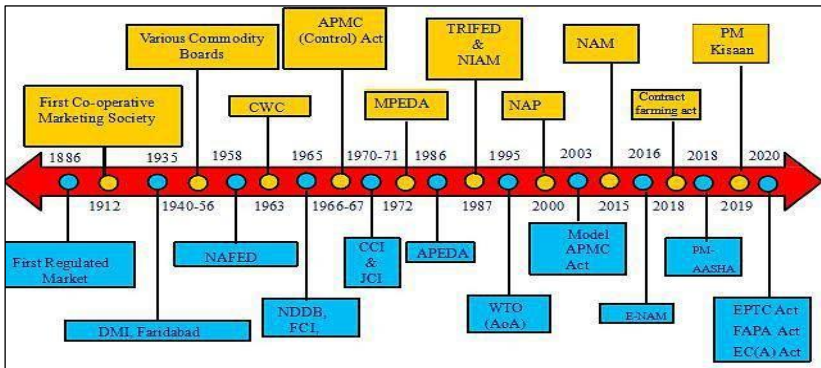 Various Commodity
Boards
APMC
(Control) Act
TRIFED
&
NIAM
NAM
PM
Kisaan
First Co-operative
Marketing Society
CWC
MPEDA
NAP
Contract
farming act
1886
1935
1958
1965
1970-71
1986
1995
2003
2016
2018
2020
1912
1940-56
1963
1966-67
1972
1987
2000
2015
2018
2019
First Regulated
Market
NAFED
CCI
&
JCI
APEDA
Model
APMC
Act
PM-
AASHA
DMI, Faridabad
NDDB,
FCI,
WTO
(AoA)
E-NAM
EPTC Act
FAPA Act
EC(A) Act